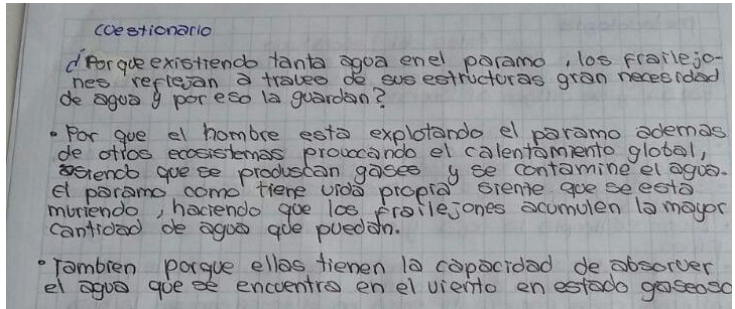 cuestionario
¿Por que existiendo tanta agua en el paramo, los frailejo-
nes reflejan a traves de sus estructuras gran necesidad
de agua y por eso la guardan?
• Por que el hombre esta explotando el paramo ademas
de otros ecosistemas provocando el calentamiento global,
que se produscan gases y se contamine el agua.
el paramo como tiene vida propia siente que se esta
muriendo, haciendo que los frailejones acumulen la mayor
cantidad de agua que puedan.
• Tambien porque ellos tienen la capacidad de absorver
el agua que se encuentra en el viento en estado gaseoso